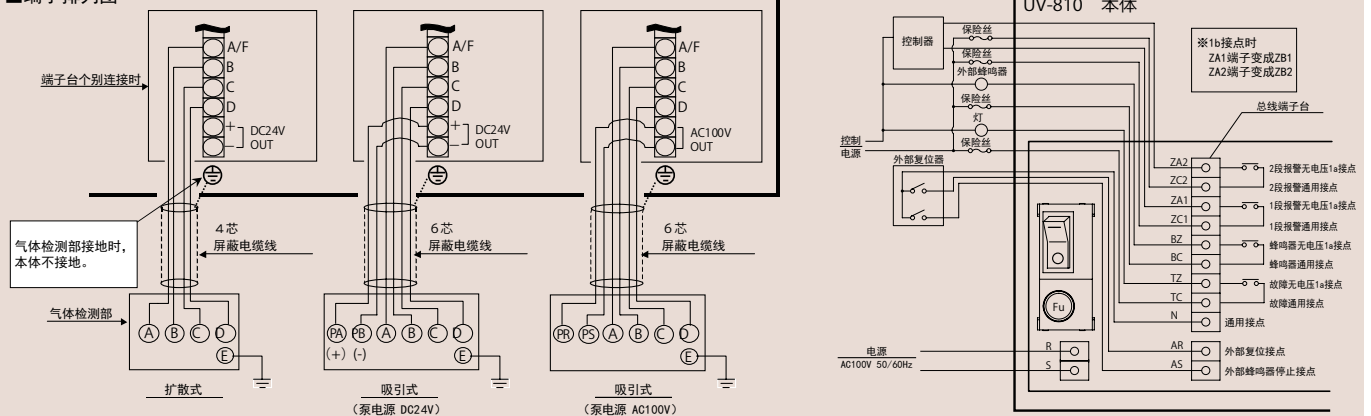 ■端子排列图
端子台个别连接时
A/F
B
C
D
+
−
DC24V
OUT
气体检测部接地时，
本体不接地。
4芯
屏蔽电缆线
气体检测部
A B C D
E
扩散式
A/F
B
C
D
+
−
DC24V
OUT
6芯
屏蔽电缆线
PA PB A B C D
(+) (-)
E
吸引式
（泵电源 DC24V）
A/F
B
C
D
AC100V
OUT
6芯
屏蔽电缆线
PR PS A B C D
E
吸引式
（泵电源 AC100V）
UV-810 本体
控制器
保险丝
保险丝
外部蜂鸣器
保险丝
灯
保险丝
控制
电源
外部复位器
※1b接点时
ZA1端子变成ZB1
ZA2端子变成ZB2
总线端子台
ZA2 2段报警无电压1a接点
ZC2 2段报警通用接点
ZA1 1段报警无电压1a接点
ZC1 1段报警通用接点
BZ 蜂鸣器无电压1a接点
BC 蜂鸣器通用接点
TZ 故障无电压1a接点
TC 故障通用接点
N 通用接点
AR 外部复位接点
AS 外部蜂鸣器停止接点
Fu
电源
AC100V 50/60Hz
R
S